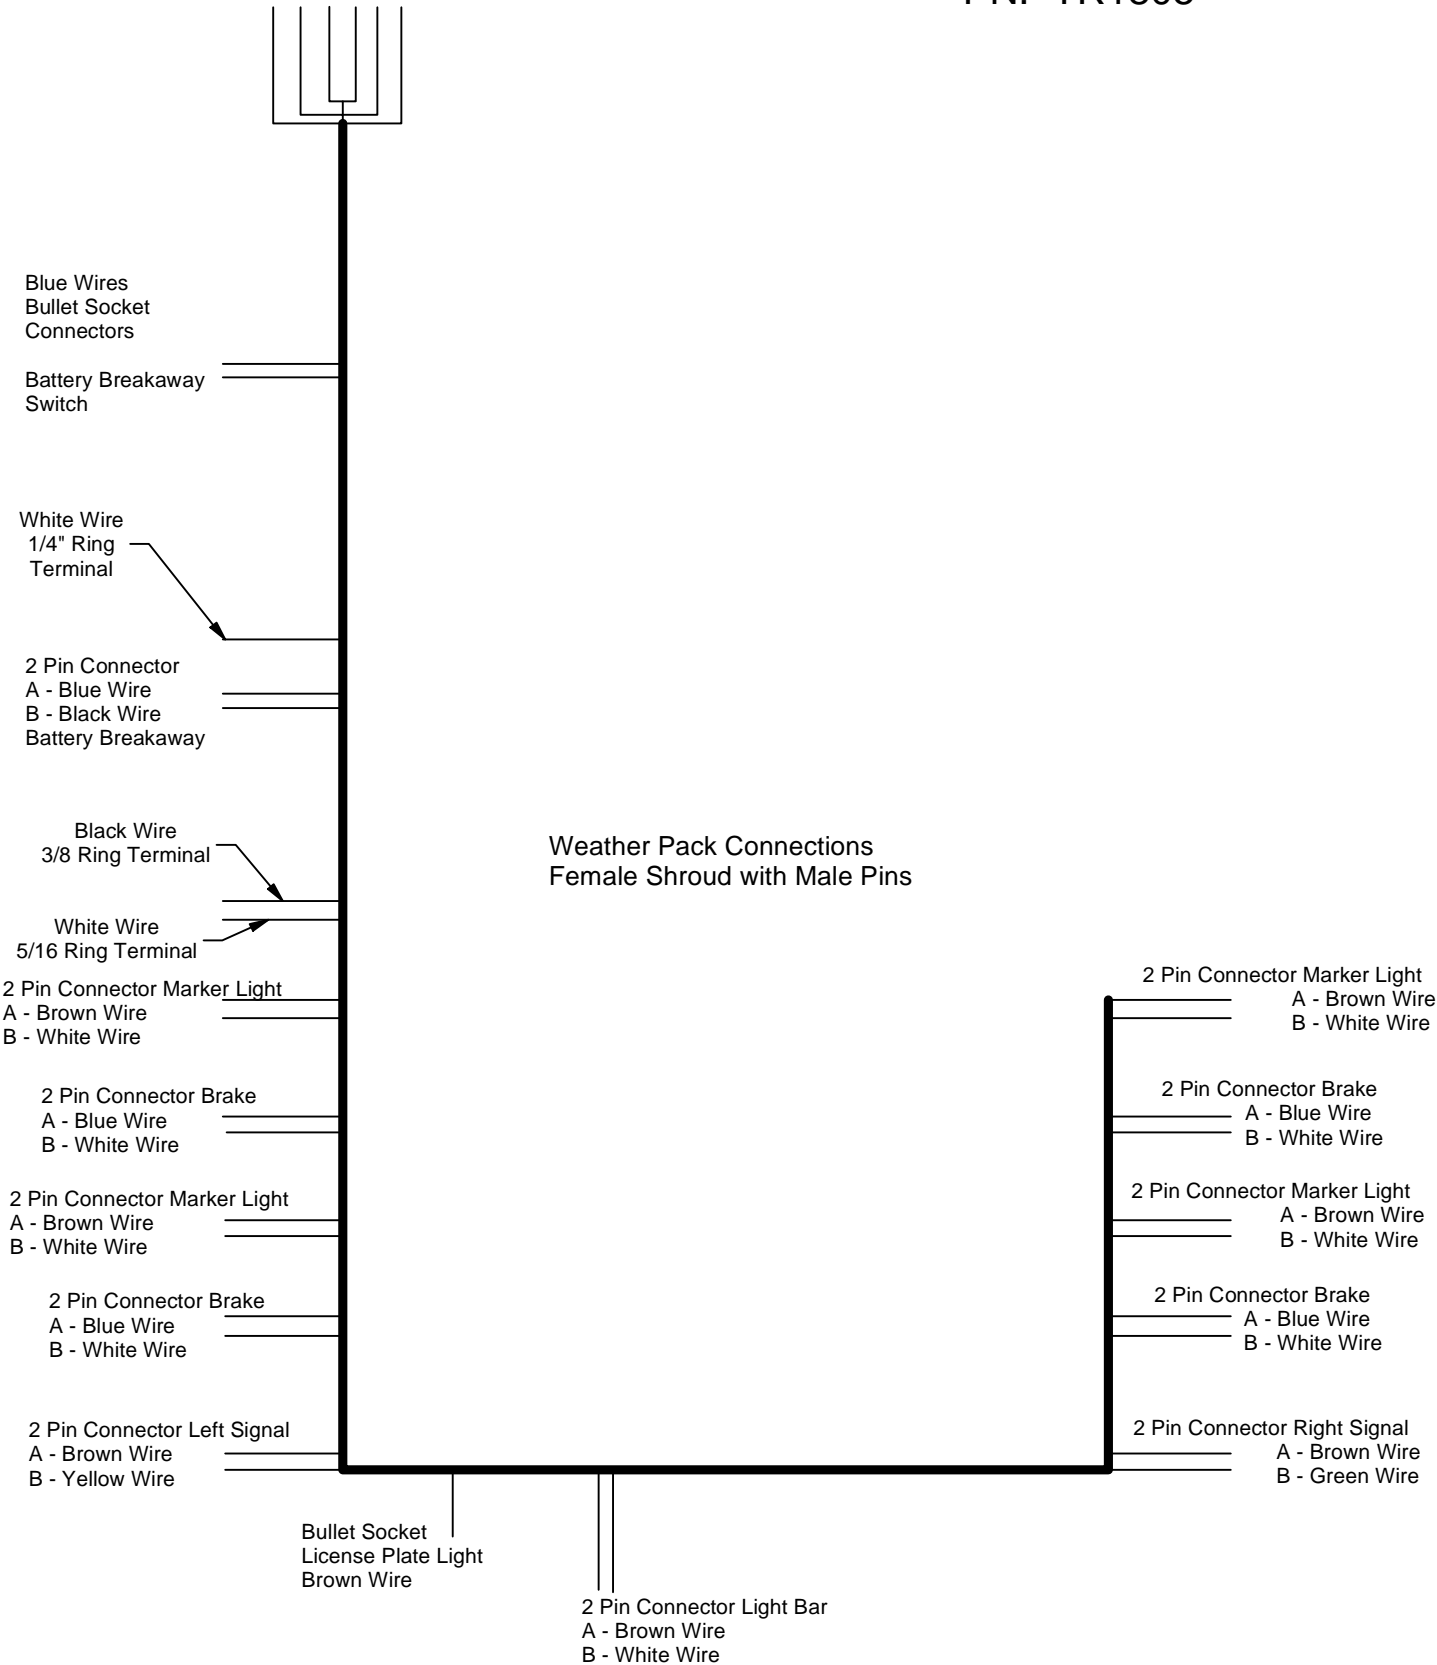 Blue Wires
Bullet Socket
Connectors
Battery Breakaway
Switch
White Wire
1/4" Ring
Terminal
2 Pin Connector
A - Blue Wire
B - Black Wire
Battery Breakaway
Black Wire
3/8 Ring Terminal
White Wire
5/16 Ring Terminal
Weather Pack Connections
Female Shroud with Male Pins
2 Pin Connector Marker Light
A - Brown Wire
B - White Wire
2 Pin Connector Brake
A - Blue Wire
B - White Wire
2 Pin Connector Marker Light
A - Brown Wire
B - White Wire
2 Pin Connector Brake
A - Blue Wire
B - White Wire
2 Pin Connector Left Signal
A - Brown Wire
B - Yellow Wire
2 Pin Connector Marker Light
A - Brown Wire
B - White Wire
2 Pin Connector Brake
A - Blue Wire
B - White Wire
2 Pin Connector Marker Light
A - Brown Wire
B - White Wire
2 Pin Connector Brake
A - Blue Wire
B - White Wire
2 Pin Connector Right Signal
A - Brown Wire
B - Green Wire
Bullet Socket
License Plate Light
Brown Wire
2 Pin Connector Light Bar
A - Brown Wire
B - White Wire